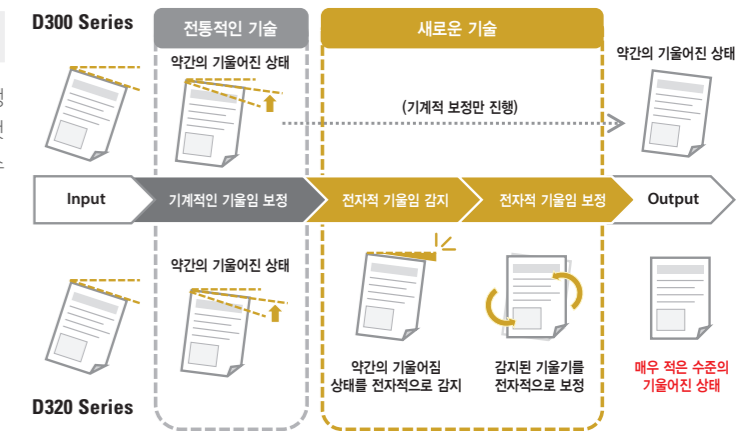 D300 Series
전통적인 기술
새로운 기술
약간의 기울어진 상태
약간의 기울어진 상태
(기계적 보정만 진행)
Input
기계적인 기울임 보정
전자적 기울임 감지
전자적 기울임 보정
Output
약간의 기울어진 상태
약간의 기울어짐
상태를 전자적으로 감지
감지된 기울기를
전자적으로 보정
매우 적은 수준의
기울어진 상태
D320 Series